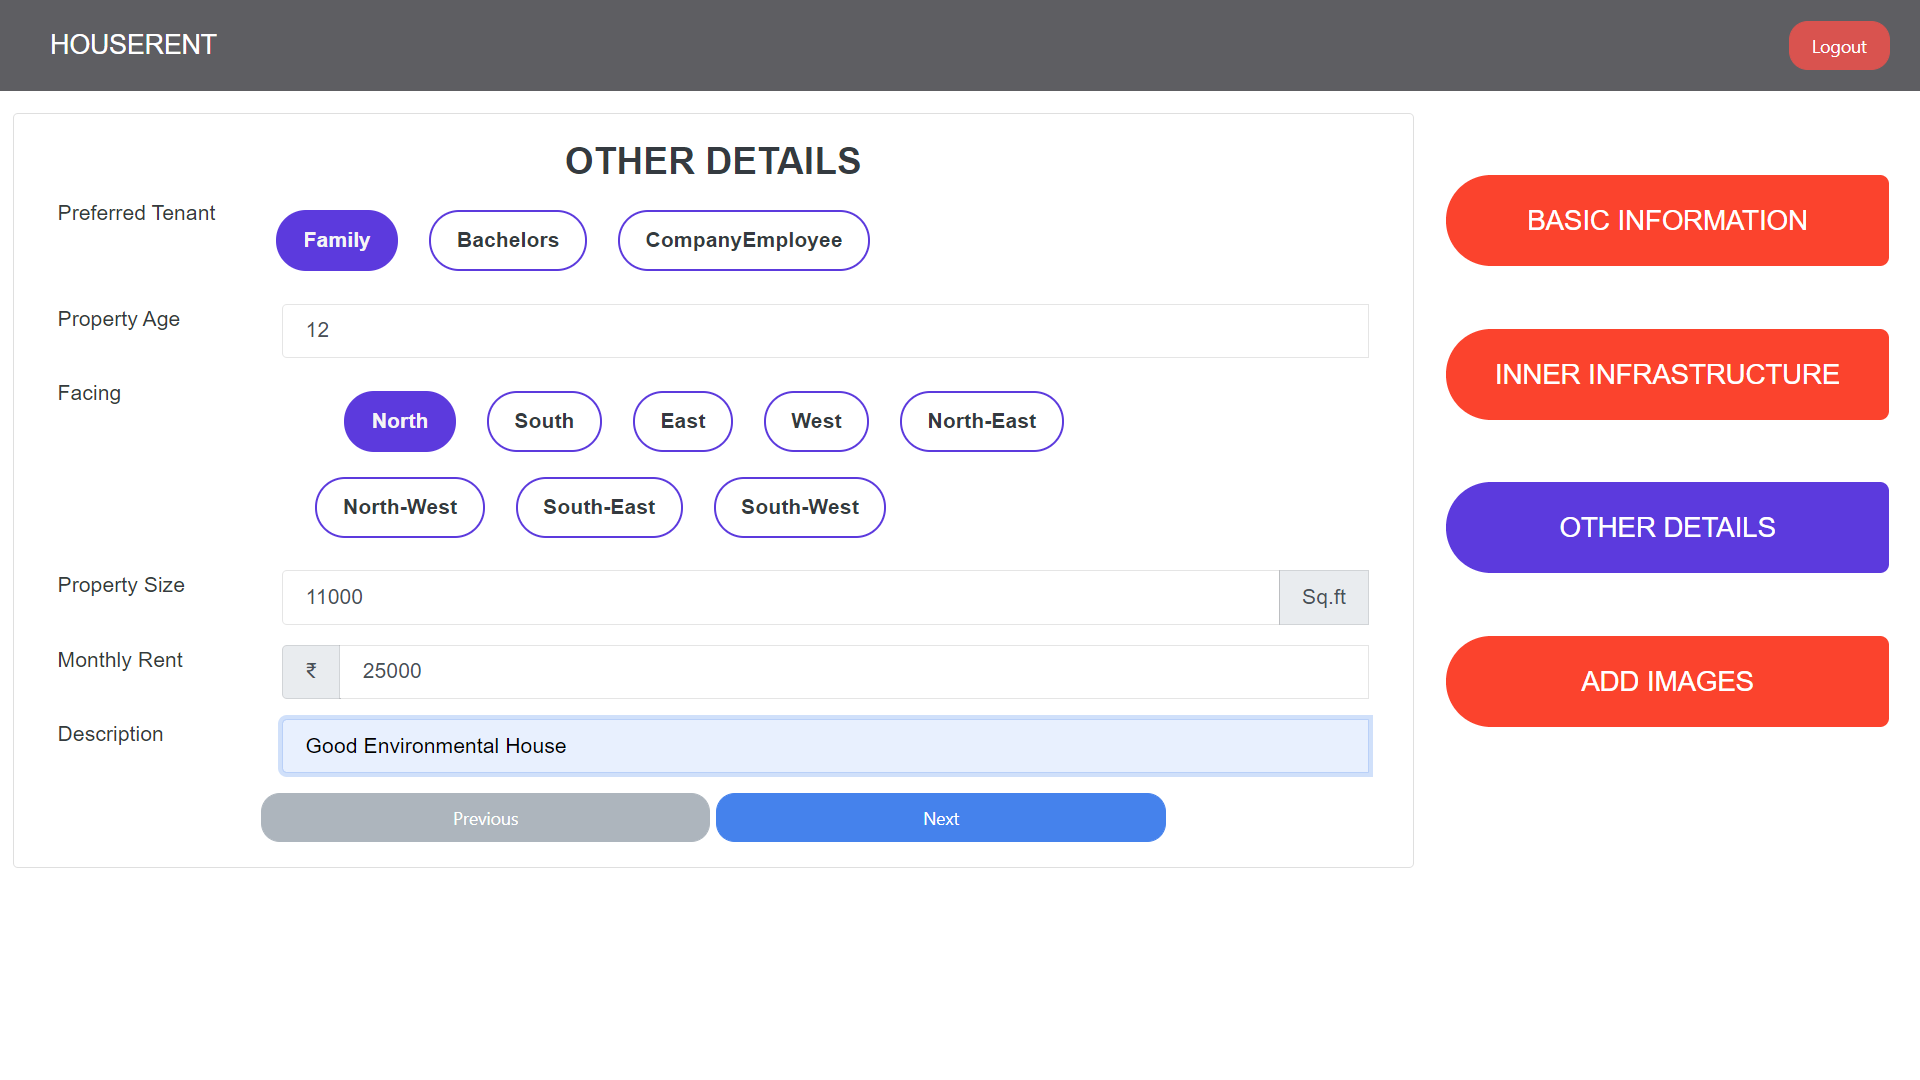 HOUSERENT
Logout
OTHER DETAILS
Preferred Tenant
Family Bachelors CompanyEmployee
Property Age
12
Facing
North South East West North-East
North-West South-East South-West
Property Size
11000 Sq.ft
Monthly Rent
₹ 25000
Description
Good Environmental House
Previous Next
BASIC INFORMATION
INNER INFRASTRUCTURE
OTHER DETAILS
ADD IMAGES